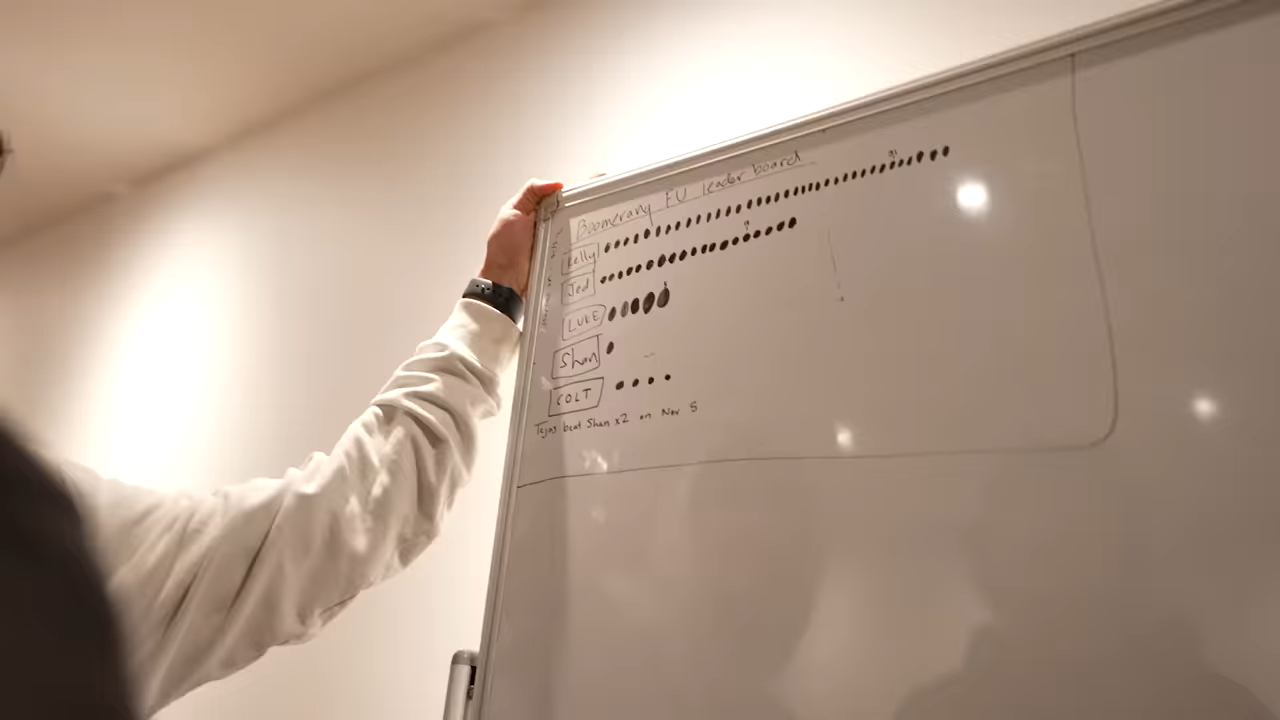 Boomerang FU leader board
Kelly
Jed
LUKE
Shan
COLT
Tejas beat Shan x2 on Nov 5